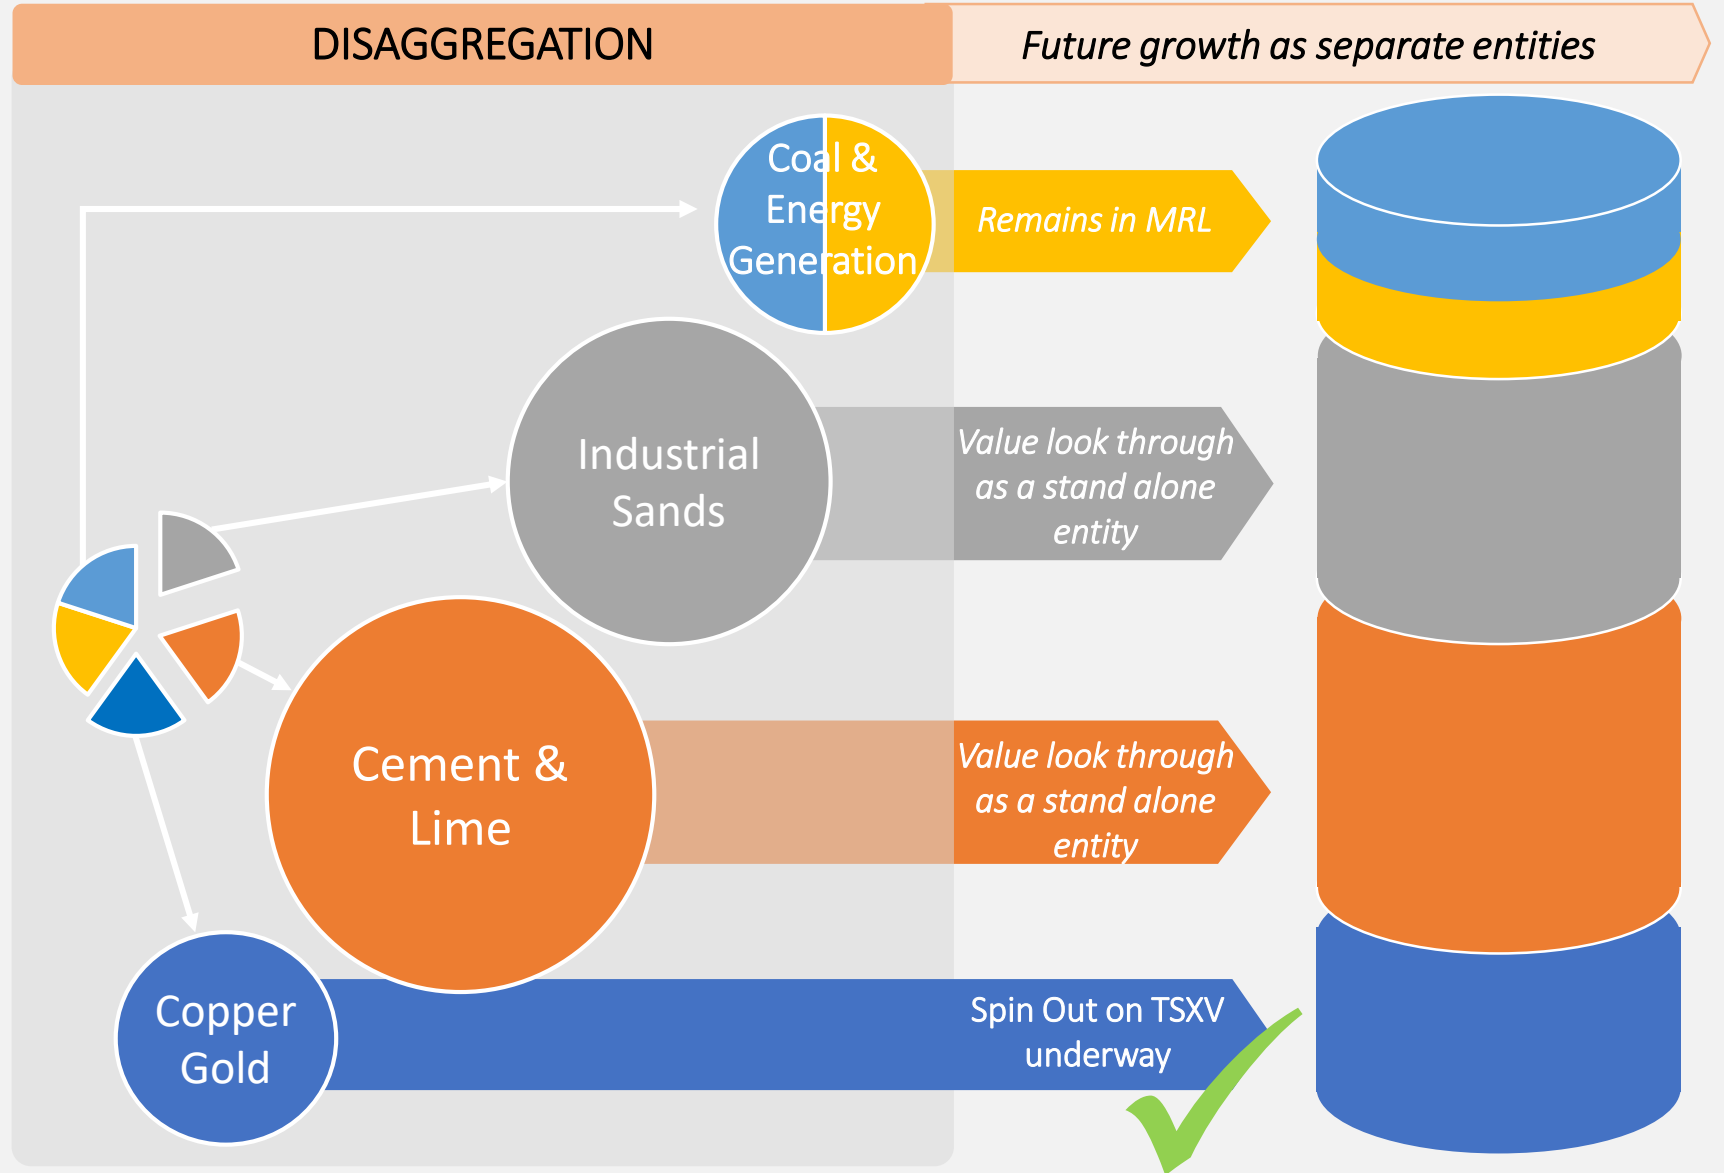 DISAGGREGATION
Future growth as separate entities
Coal &
Energy
Generation
Remains in MRL
Industrial
Sands
Value look through
as a stand alone
entity
Cement &
Lime
Value look through
as a stand alone
entity
Copper
Gold
Spin Out on TSXV
underway